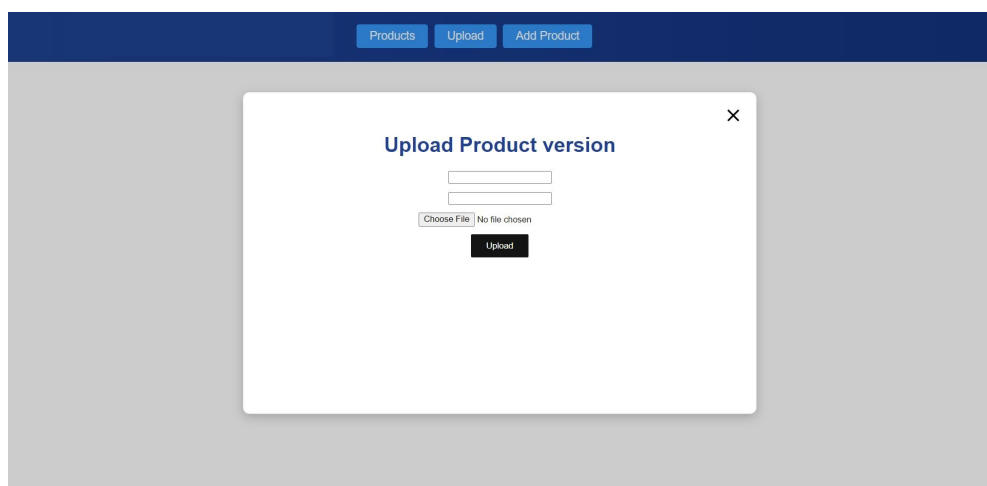 Products Upload Add Product
Upload Product version
Choose File No file chosen
Upload